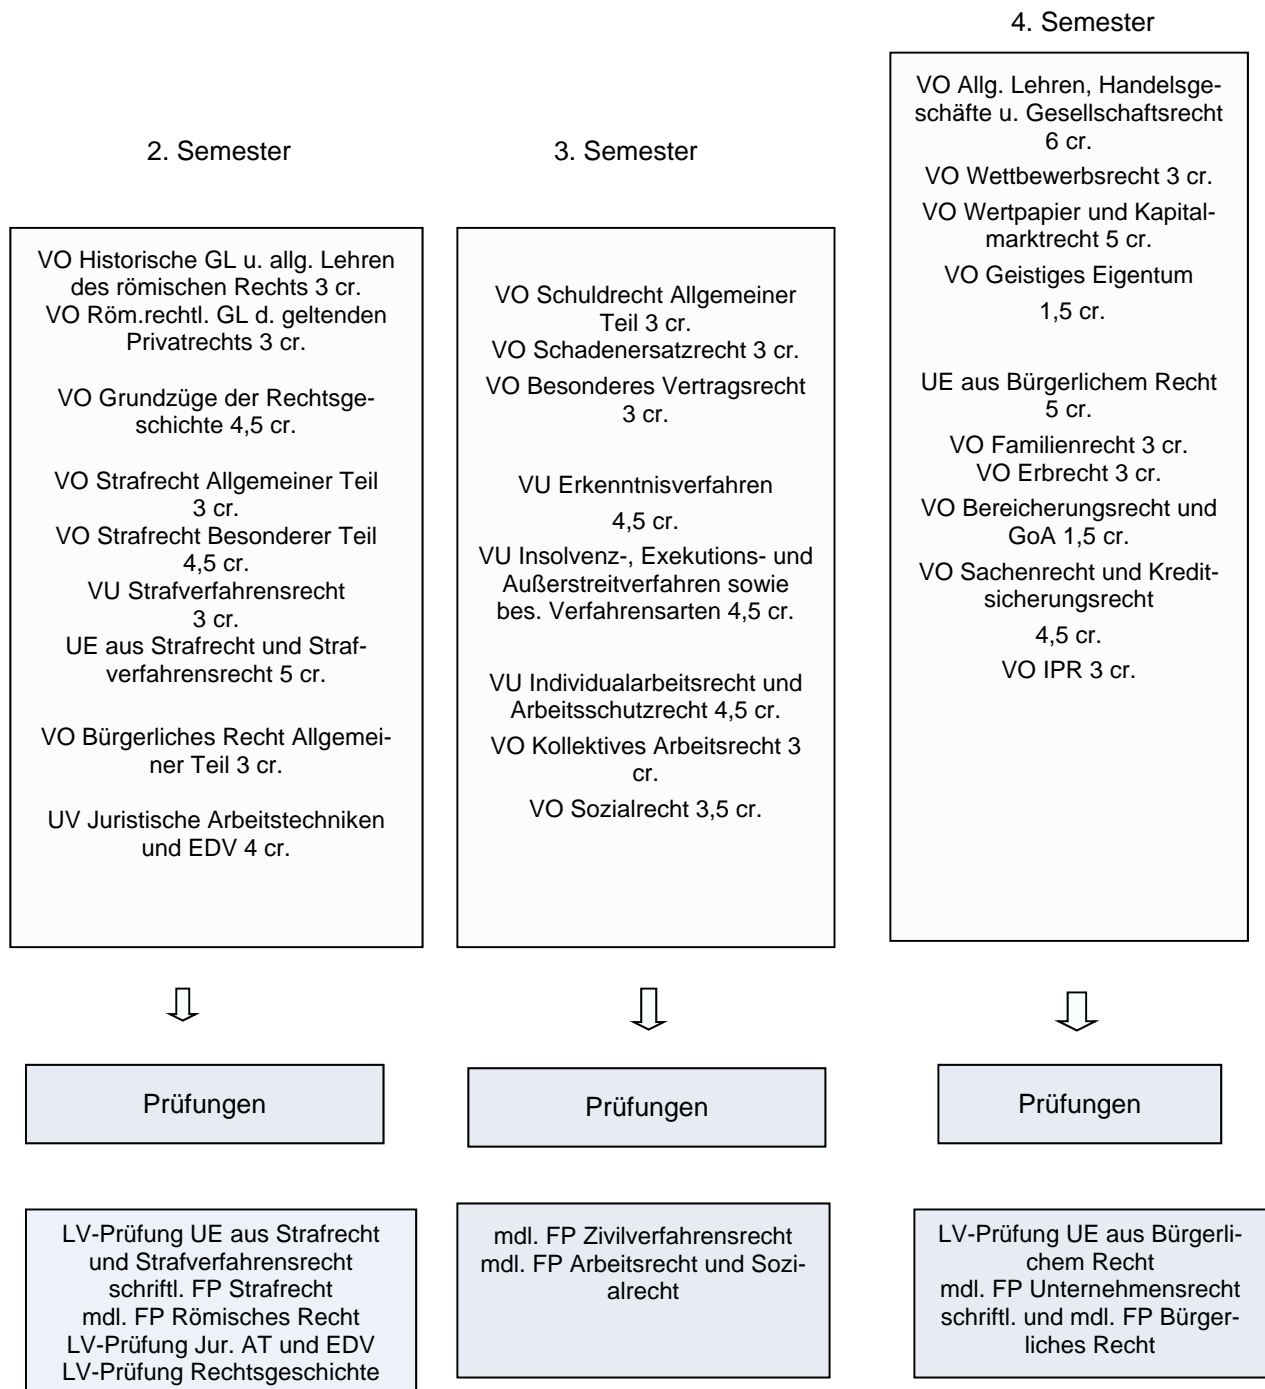 2. Semester
VO Historische GL u. allg. Lehren
des römischen Rechts 3 cr.
VO Röm.rechtl. GL d. geltenden
Privatrechts 3 cr.
VO Grundzüge der Rechtsge-
schichte 4,5 cr.
VO Strafrecht Allgemeiner Teil
3 cr.
VO Strafrecht Besonderer Teil
4,5 cr.
VU Strafverfahrensrecht
3 cr.
UE aus Strafrecht und Straf-
verfahrensrecht 5 cr.
VO Bürgerliches Recht Allgemei-
ner Teil 3 cr.
UV Juristische Arbeitstechniken
und EDV 4 cr.
Prüfungen
LV-Prüfung UE aus Strafrecht
und Strafverfahrensrecht
schriftl. FP Strafrecht
mdl. FP Römisches Recht
LV-Prüfung Jur. AT und EDV
LV-Prüfung Rechtsgeschichte
3. Semester
VO Schuldrecht Allgemeiner
Teil 3 cr.
VO Schadenersatzrecht 3 cr.
VO Besonderes Vertragsrecht
3 cr.
VU Erkenntnisverfahren
4,5 cr.
VU Insolvenz-, Exekutions- und
Außerstreitverfahren sowie
bes. Verfahrensarten 4,5 cr.
VU Individualarbeitsrecht und
Arbeitsschutzrecht 4,5 cr.
VO Kollektives Arbeitsrecht 3
cr.
VO Sozialrecht 3,5 cr.
Prüfungen
mdl. FP Zivilverfahrensrecht
mdl. FP Arbeitsrecht und Sozi-
alrecht
4. Semester
VO Allg. Lehren, Handelsge-
schäfte u. Gesellschaftsrecht
6 cr.
VO Wettbewerbsrecht 3 cr.
VO Wertpapier und Kapital-
marktrecht 5 cr.
VO Geistiges Eigentum
1,5 cr.
UE aus Bürgerlichem Recht
5 cr.
VO Familienrecht 3 cr.
VO Erbrecht 3 cr.
VO Bereicherungsrecht und
GoA 1,5 cr.
VO Sachenrecht und Kredit-
sicherungsrecht
4,5 cr.
VO IPR 3 cr.
Prüfungen
LV-Prüfung UE aus Bürgerli-
chem Recht
mdl. FP Unternehmensrecht
schriftl. und mdl. FP Bürger-
liches Recht